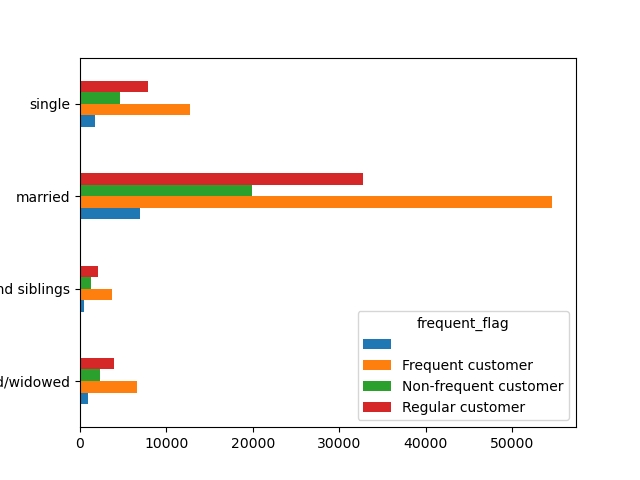 single
married
nd siblings
d/widowed
frequent_flag
Frequent customer
Non-frequent customer
Regular customer
0 10000 20000 30000 40000 50000